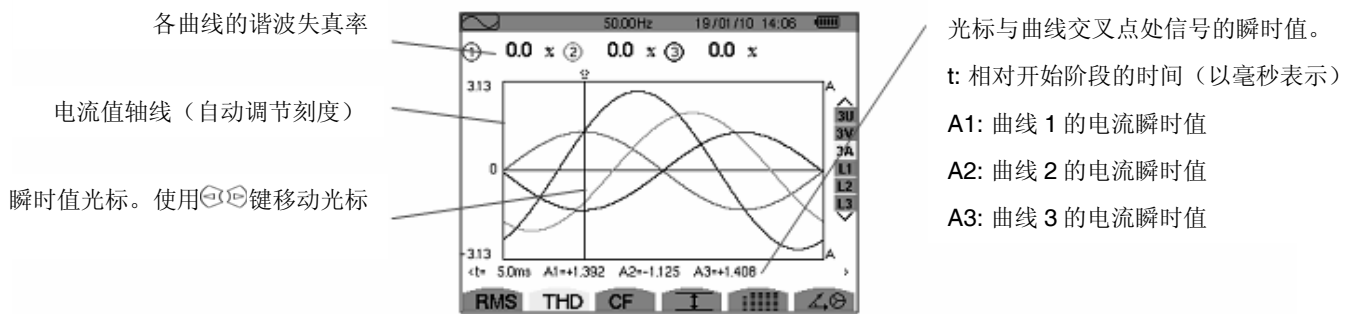 各曲线的谐波失真率
电流值轴线（自动调节刻度）
瞬时值光标。使用键移动光标
50.00Hz 19/01/10 14:06
1 0.0 % 2 0.0 % 3 0.0 %
3.13 A
0
-3.13 A
3U
3V
3A
L1
L2
L3
<t= 5.0ms A1=+1.392 A2=-1.125 A3=+1.408 >
RMS THD CF
光标与曲线交叉点处信号的瞬时值。
t: 相对开始阶段的时间（以毫秒表示）
A1: 曲线 1 的电流瞬时值
A2: 曲线 2 的电流瞬时值
A3: 曲线 3 的电流瞬时值